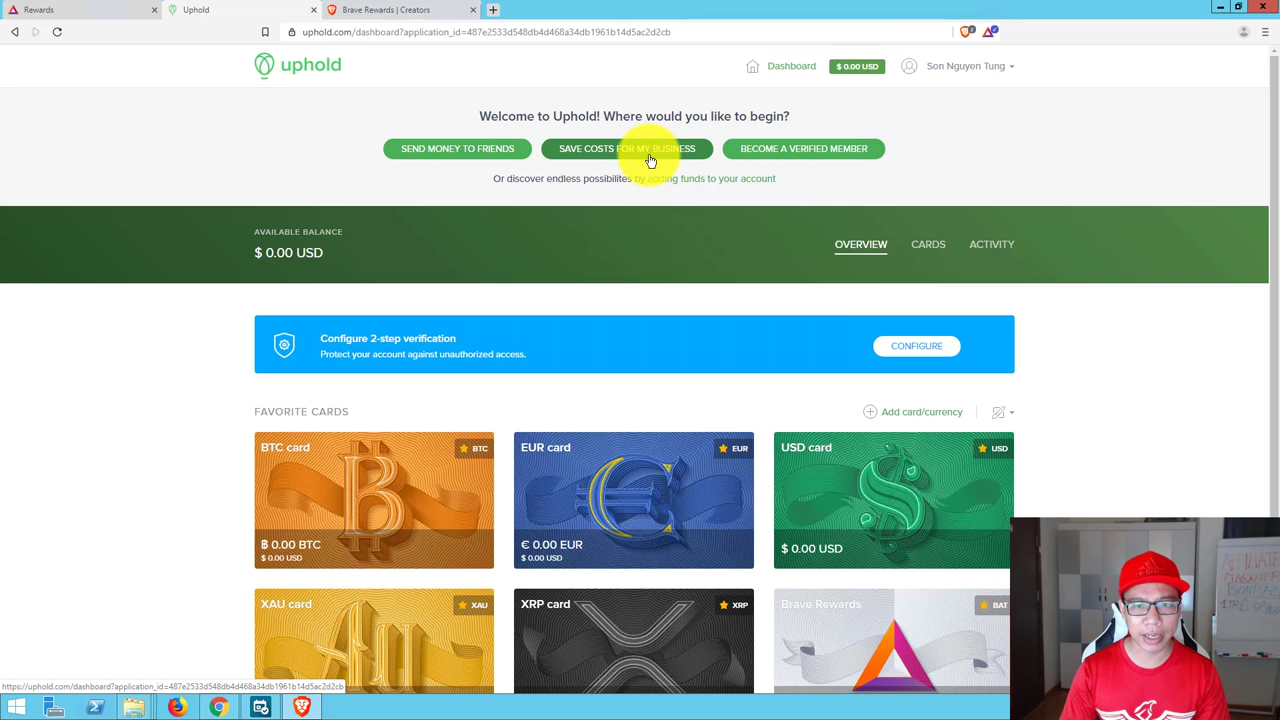 Rewards
Uphold
Brave Rewards | Creators
uphold.com/dashboard?application_id=487e2533d548db4d468a34db1961b14d5ac2d2cb
uphold
Dashboard
$ 0.00 USD
Son Nguyen Tung
Welcome to Uphold! Where would you like to begin?
SEND MONEY TO FRIENDS
SAVE COSTS FOR MY BUSINESS
BECOME A VERIFIED MEMBER
Or discover endless possibilites by adding funds to your account
AVAILABLE BALANCE
$ 0.00 USD
OVERVIEW
CARDS
ACTIVITY
Configure 2-step verification
Protect your account against unauthorized access.
CONFIGURE
FAVORITE CARDS
Add card/currency
BTC card
BTC
฿ 0.00 BTC
$ 0.00 USD
EUR card
EUR
€ 0.00 EUR
$ 0.00 USD
USD card
USD
$ 0.00 USD
XAU card
XAU
XRP card
XRP
Brave Rewards
BAT
https://uphold.com/dashboard?application_id=487e2533d548db4d468a34db1961b14d5ac2d2cb